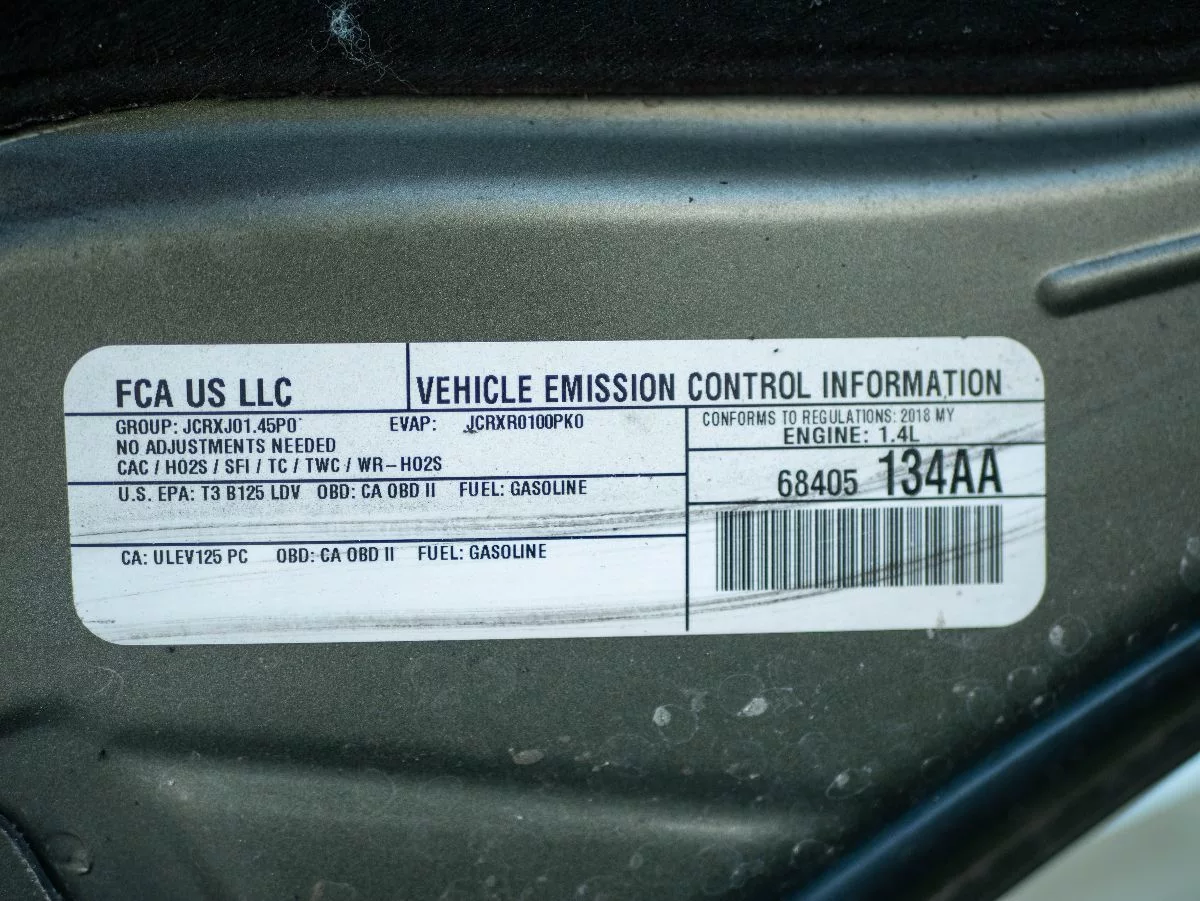 FCA US LLC
VEHICLE EMISSION CONTROL INFORMATION
GROUP: JCRXJ01.45P0 EVAP: JCRXR0100PK0
NO ADJUSTMENTS NEEDED
CAC / HO2S / SFI / TC / TWC / WR-HO2S
U.S. EPA: T3 B125 LDV OBD: CA OBD II FUEL: GASOLINE
CA: ULEV125 PC OBD: CA OBD II FUEL: GASOLINE
CONFORMS TO REGULATIONS: 2018 MY
ENGINE: 1.4L
68405 134AA